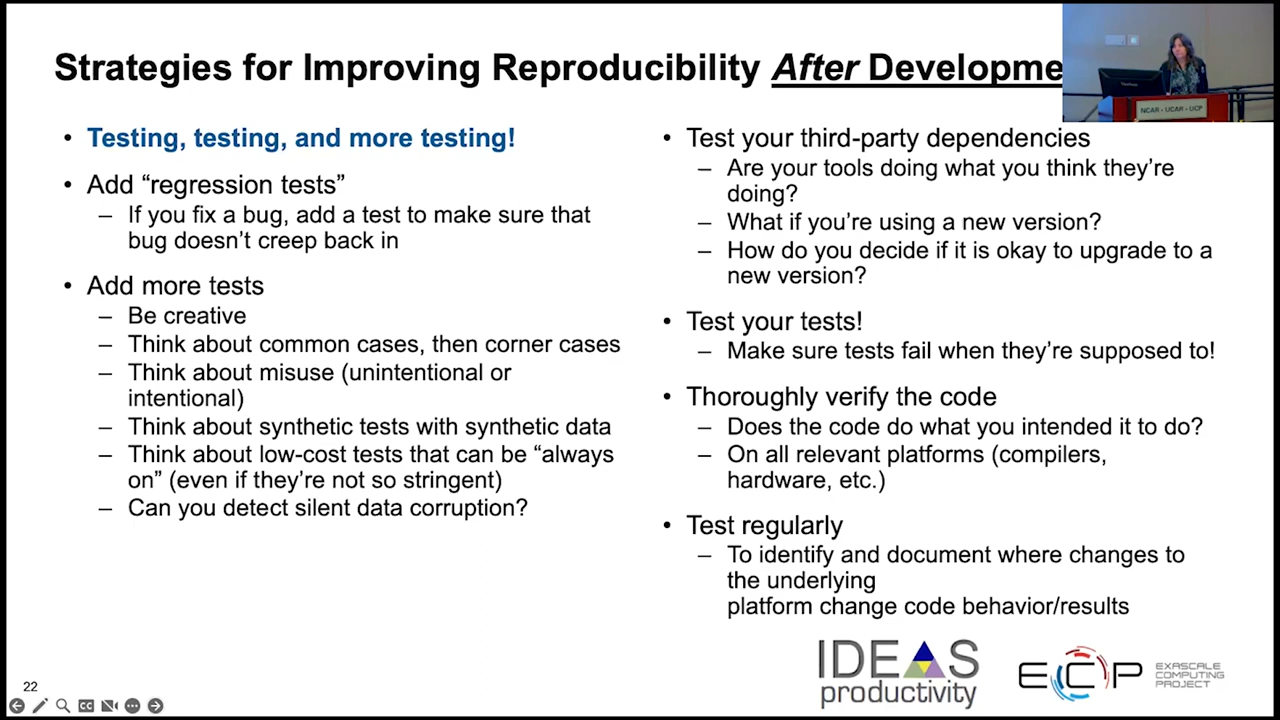 Strategies for Improving Reproducibility After Developme
NCAR - UCAR - UCP
• Testing, testing, and more testing!
• Add “regression tests”
– If you fix a bug, add a test to make sure that
bug doesn’t creep back in
• Add more tests
– Be creative
– Think about common cases, then corner cases
– Think about misuse (unintentional or
intentional)
– Think about synthetic tests with synthetic data
– Think about low-cost tests that can be “always
on” (even if they’re not so stringent)
– Can you detect silent data corruption?
• Test your third-party dependencies
– Are your tools doing what you think they’re
doing?
– What if you’re using a new version?
– How do you decide if it is okay to upgrade to a
new version?
• Test your tests!
– Make sure tests fail when they’re supposed to!
• Thoroughly verify the code
– Does the code do what you intended it to do?
– On all relevant platforms (compilers,
hardware, etc.)
• Test regularly
– To identify and document where changes to
the underlying
platform change code behavior/results
IDEAS
productivity
ECP
EXASCALE
COMPUTING
PROJECT
22
CC